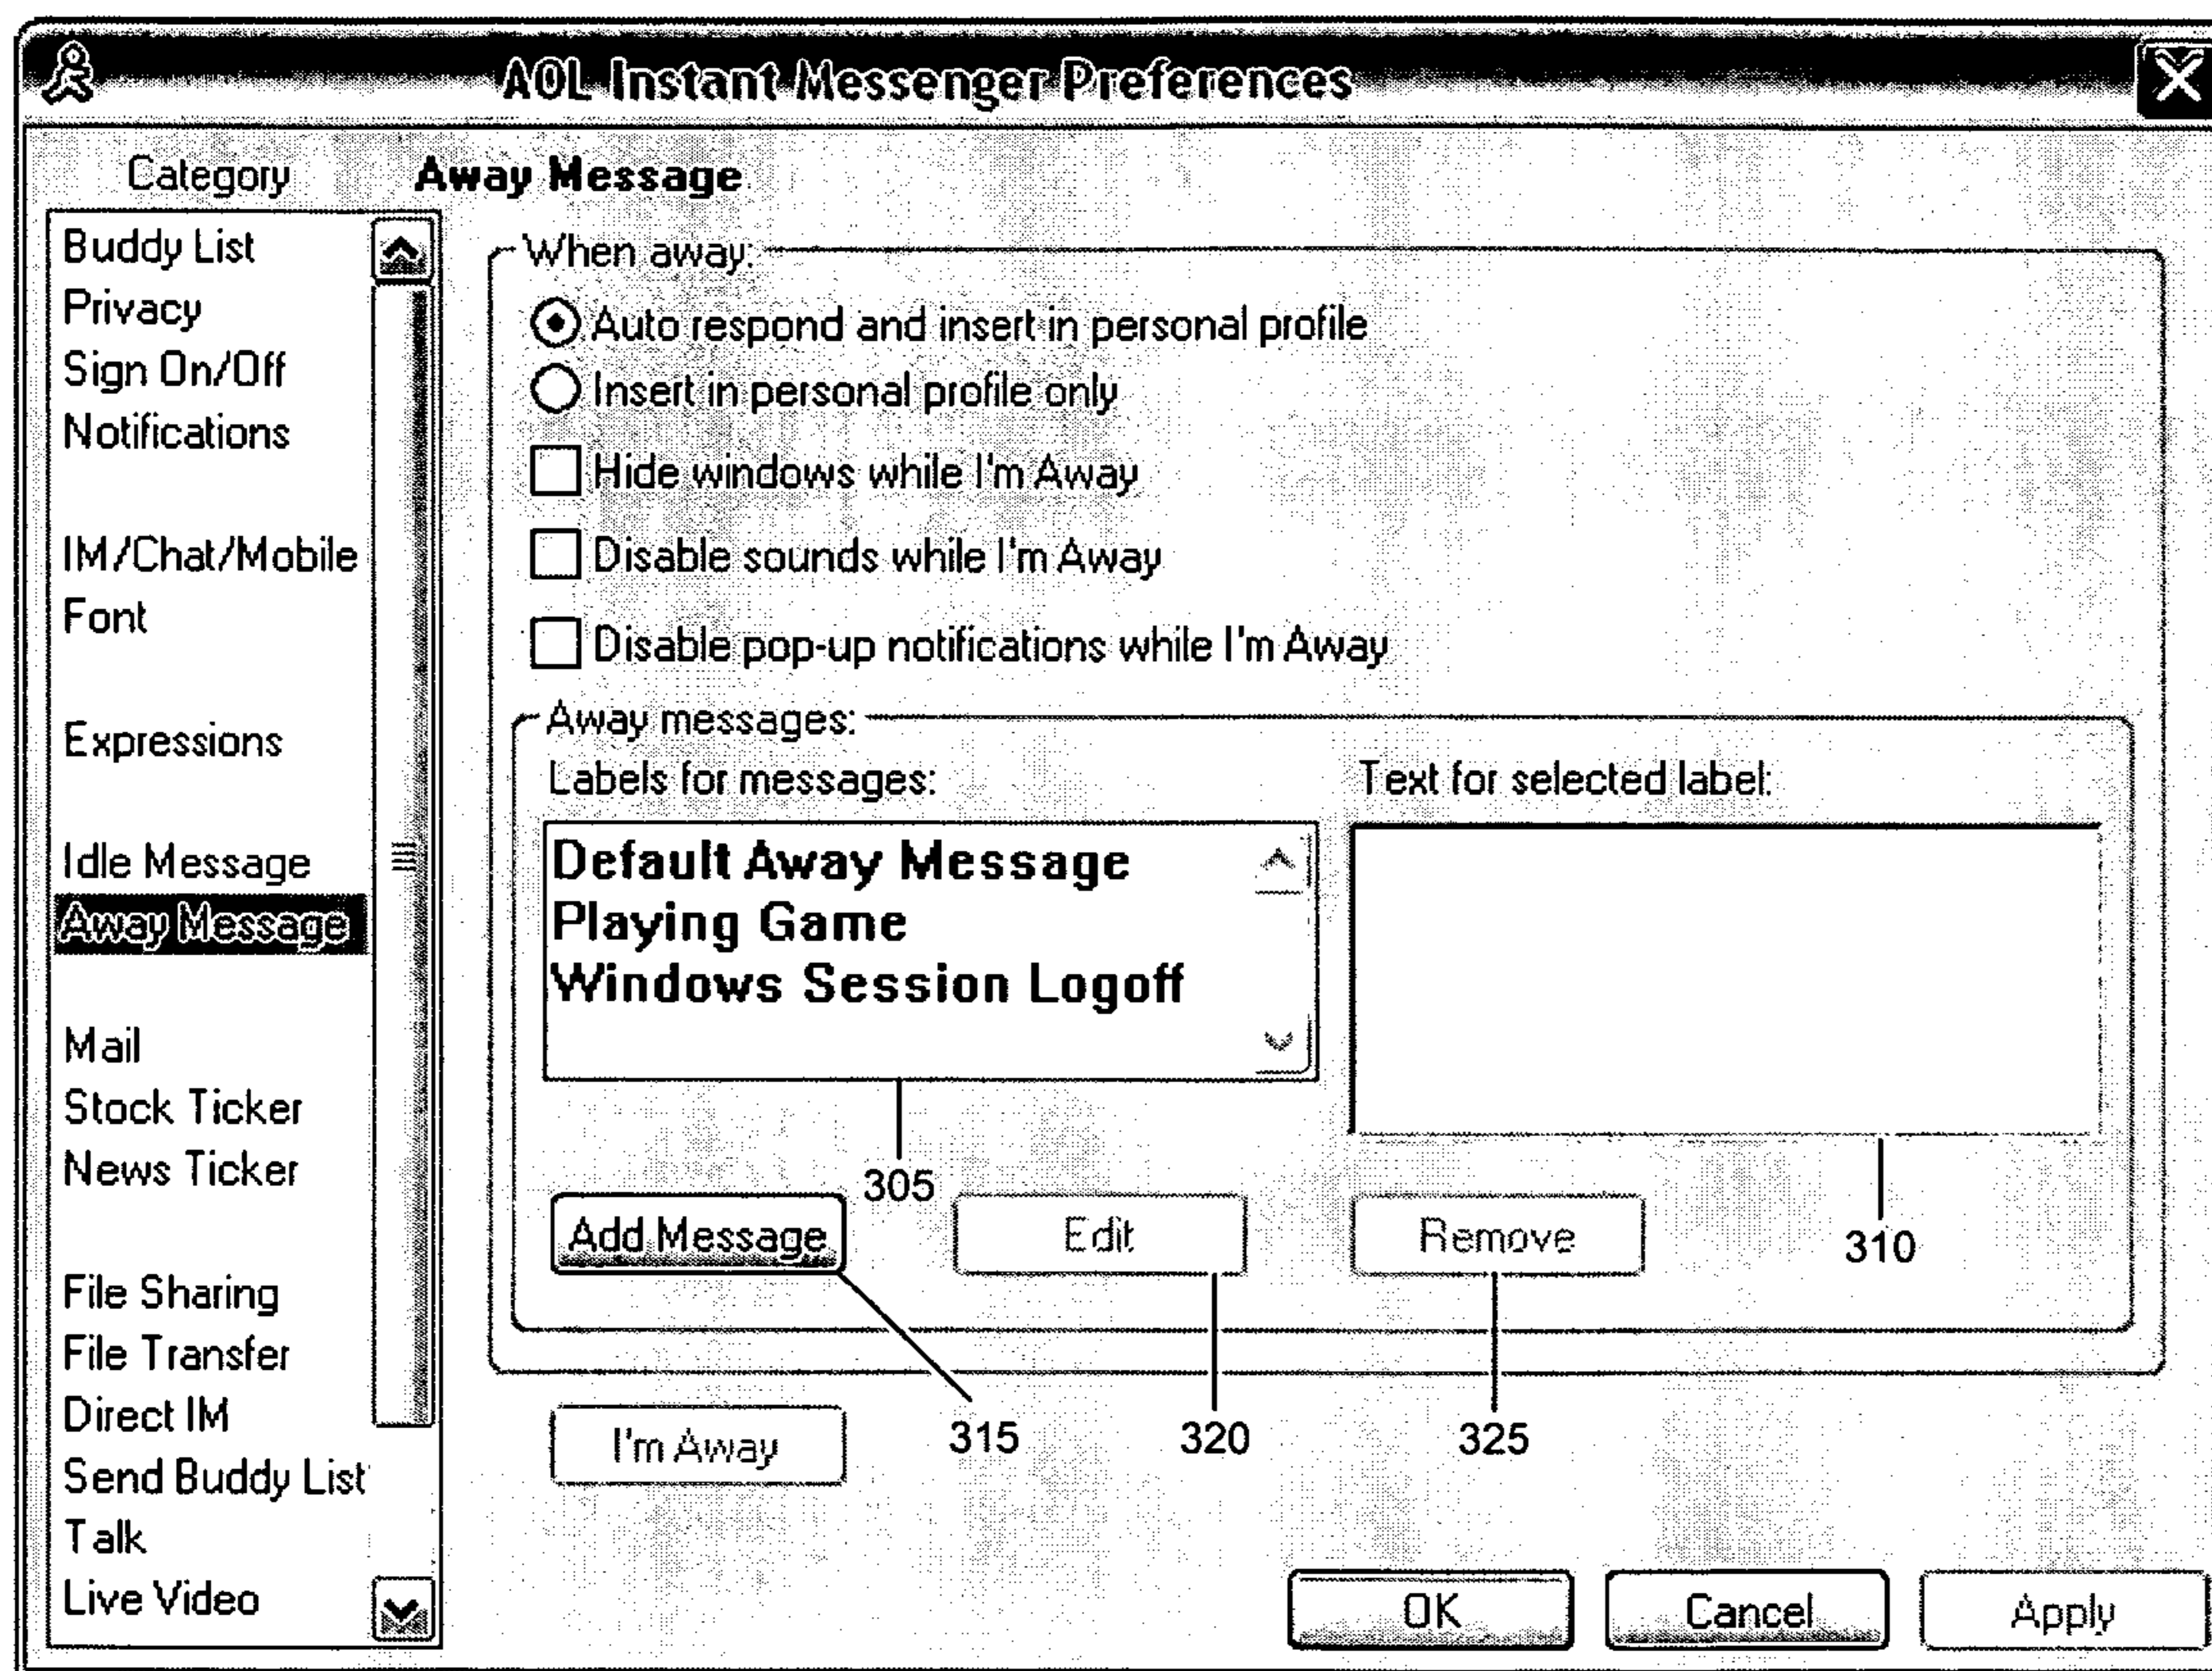 AOL Instant Messenger Preferences
Category
Buddy List
Privacy
Sign On/Off
Notifications
IM/Chat/Mobile
Font
Expressions
Idle Message
Away Message
Mail
Stock Ticker
News Ticker
File Sharing
File Transfer
Direct IM
Send Buddy List
Talk
Live Video
Away Message
When away:
Auto respond and insert in personal profile
Insert in personal profile only
Hide windows while I'm Away
Disable sounds while I'm Away
Disable pop-up notifications while I'm Away
Away messages:
Labels for messages:
Default Away Message
Playing Game
Windows Session Logoff
305
Text for selected label:
310
Add Message
Edit
Remove
315
320
325
I'm Away
OK
Cancel
Apply